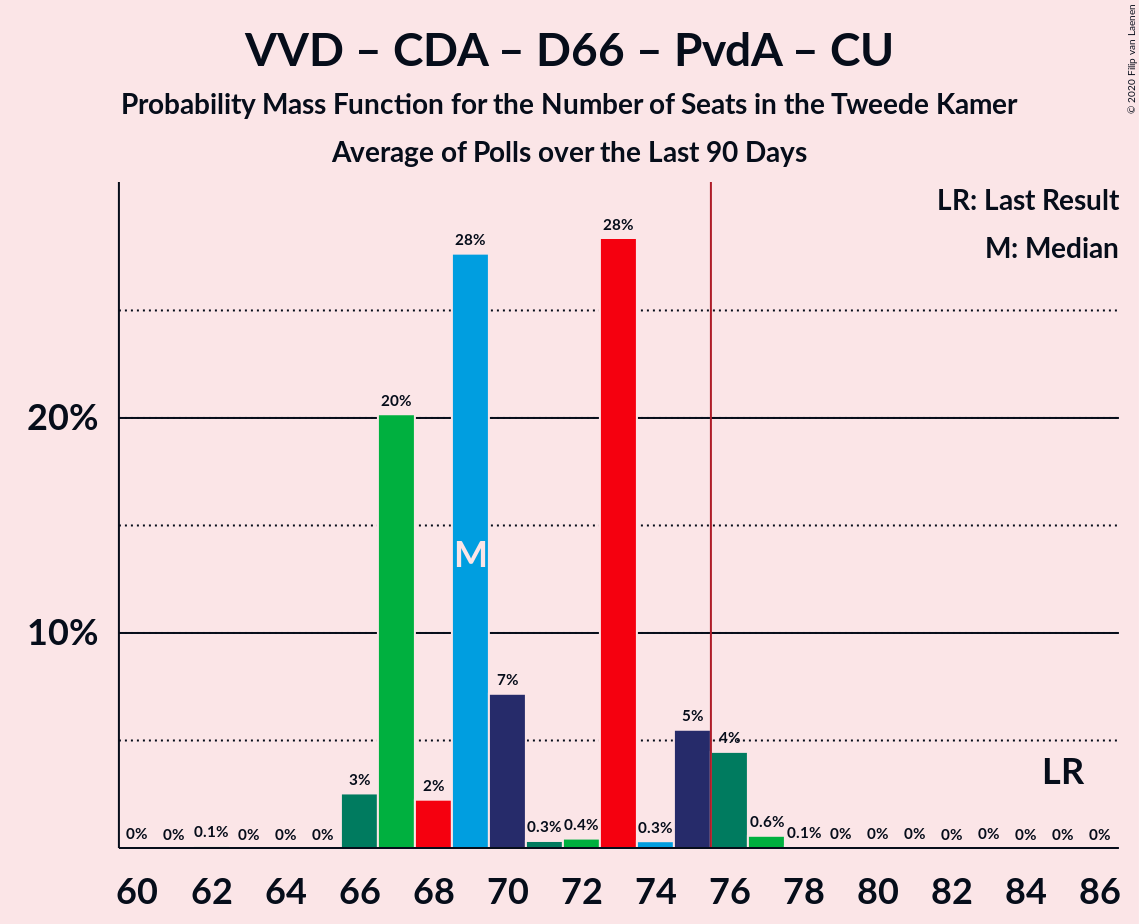 VVD – CDA – D66 – PvdA – CU
Probability Mass Function for the Number of Seats in the Tweede Kamer
Average of Polls over the Last 90 Days
© 2020 Filip van Laenen
LR: Last Result
M: Median
20%
10%
0% 0% 0.1% 0% 0% 0% 3% 20% 2% 28% 7% 0.3% 0.4% 28% 0.3% 5% 4% 0.6% 0.1% 0% 0% 0% 0% 0% 0% 0% 0%
M
LR
60 62 64 66 68 70 72 74 76 78 80 82 84 86